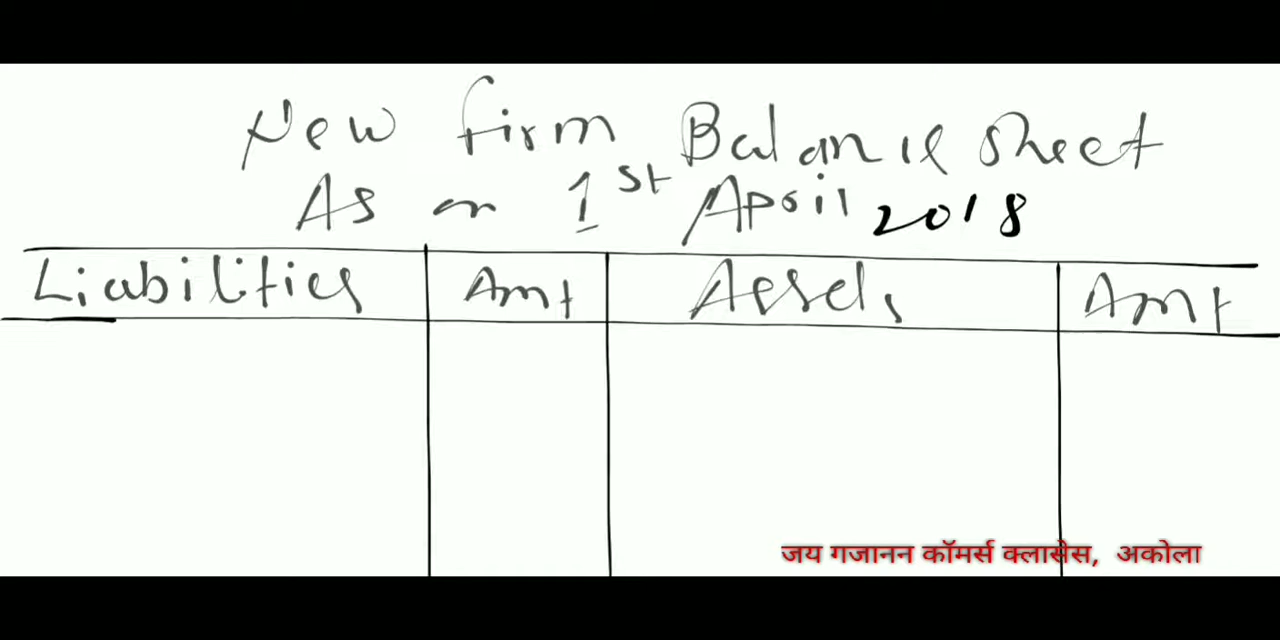 New firm Balance sheet
As on 1st April 2018
Liabilities Amt Assets Amt
जय गजानन कॉमर्स क्लासेस, अकोला